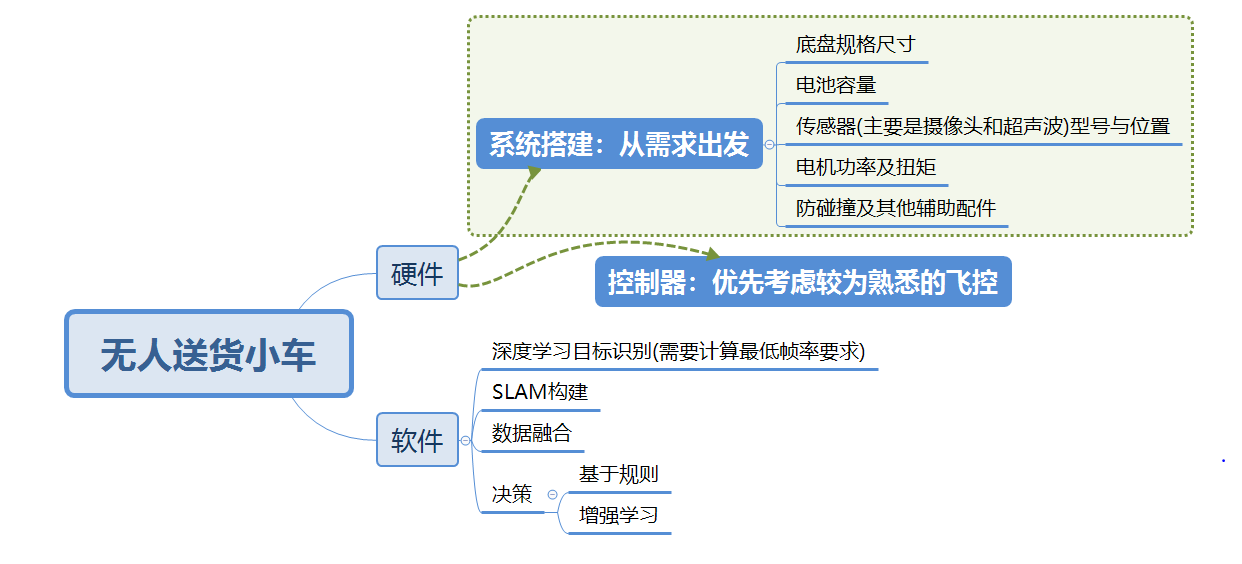 无人送货小车
硬件
系统搭建：从需求出发
底盘规格尺寸
电池容量
传感器(主要是摄像头和超声波)型号与位置
电机功率及扭矩
防碰撞及其他辅助配件
控制器：优先考虑较为熟悉的飞控
软件
深度学习目标识别(需要计算最低帧率要求)
SLAM构建
数据融合
决策
基于规则
增强学习